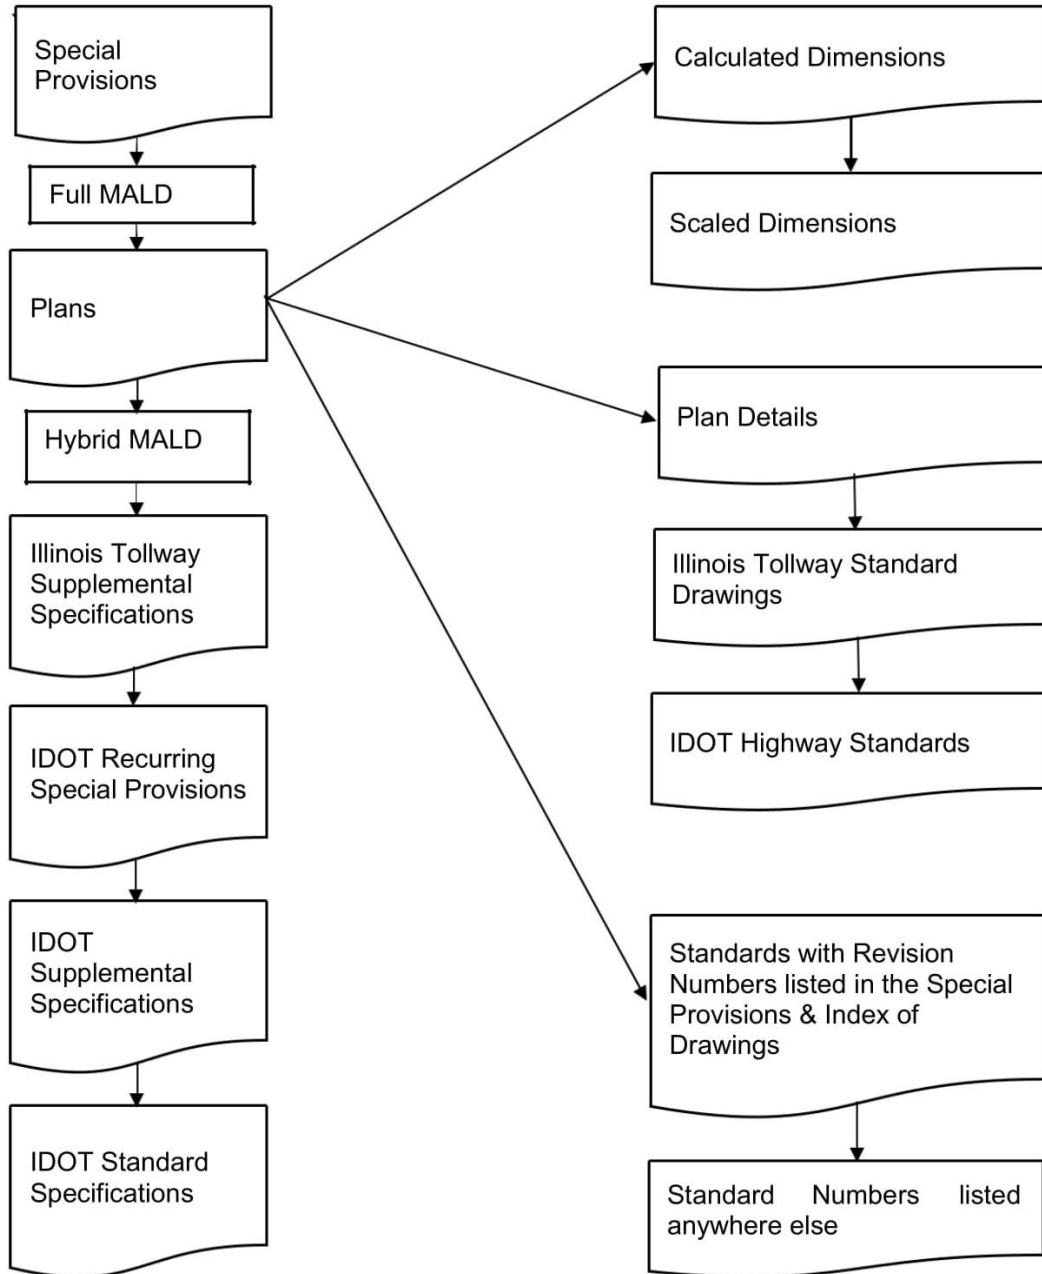 Special
Provisions
Full MALD
Plans
Hybrid MALD
Illinois Tollway
Supplemental
Specifications
IDOT Recurring
Special Provisions
IDOT
Supplemental
Specifications
IDOT Standard
Specifications
Calculated Dimensions
Scaled Dimensions
Plan Details
Illinois Tollway Standard
Drawings
IDOT Highway Standards
Standards with Revision
Numbers listed in the Special
Provisions & Index of
Drawings
Standard Numbers listed
anywhere else